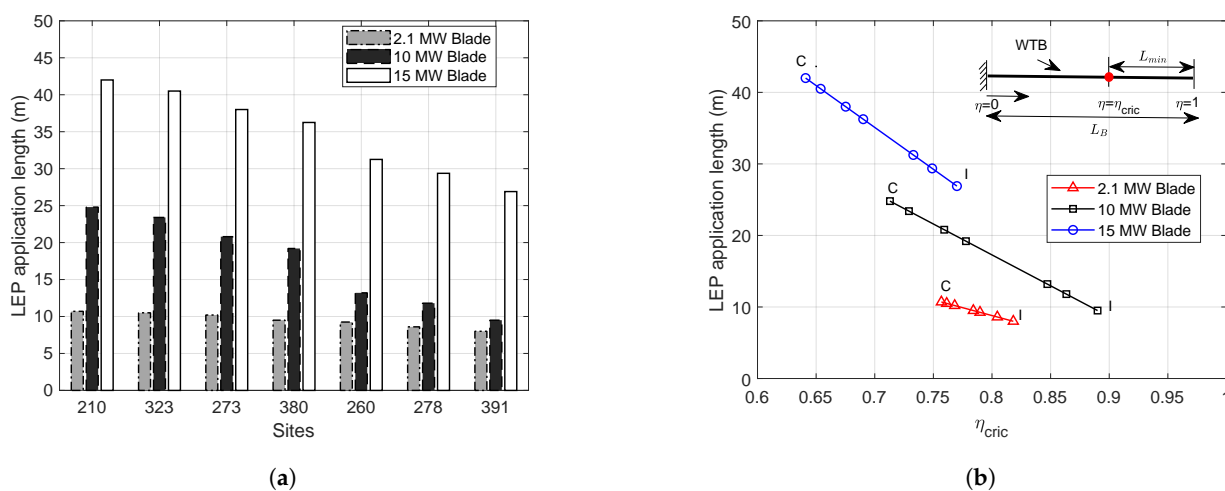 50
45
40
35
30
25
20
15
10
5
0
LEP application length (m)
2.1 MW Blade
10 MW Blade
15 MW Blade
210 323 273 380 260 278 391
Sites
(a)
50
40
30
20
10
0
LEP application length (m)
C .
I
C
I
C
I
WTB
L_min
η=0
η=η_cric
η=1
L_B
2.1 MW Blade
10 MW Blade
15 MW Blade
0.6 0.65 0.7 0.75 0.8 0.85 0.9 0.95 1
η_cric
(b)